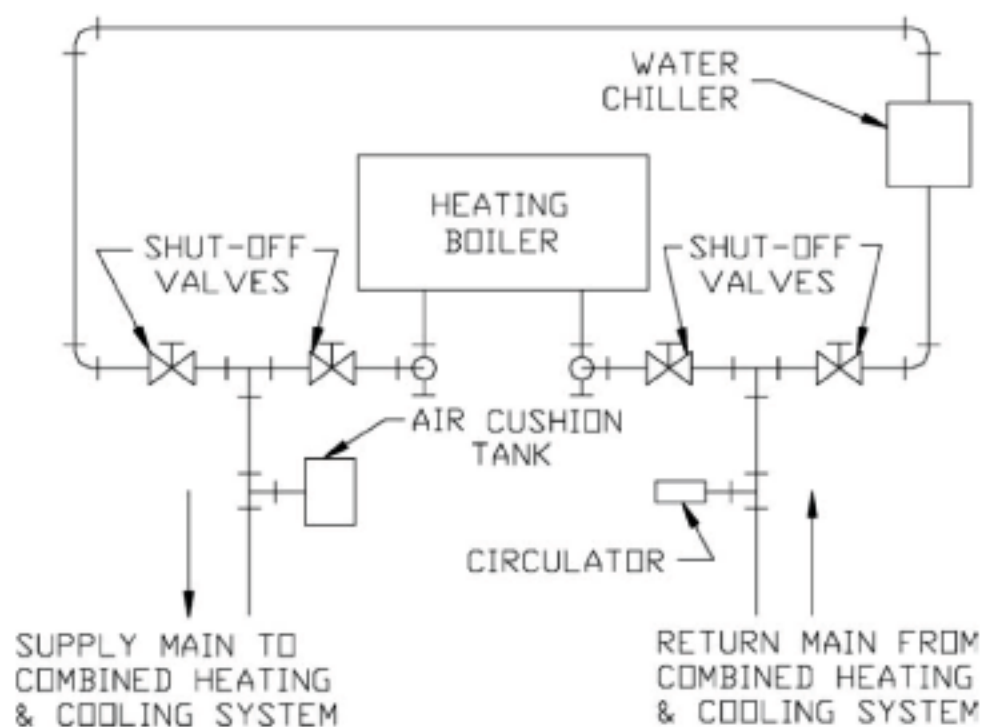 WATER
CHILLER
HEATING
BOILER
SHUT-OFF
VALVES
SHUT-OFF
VALVES
AIR CUSHION
TANK
CIRCULATOR
SUPPLY MAIN TO
COMBINED HEATING
& COOLING SYSTEM
RETURN MAIN FROM
COMBINED HEATING
& COOLING SYSTEM